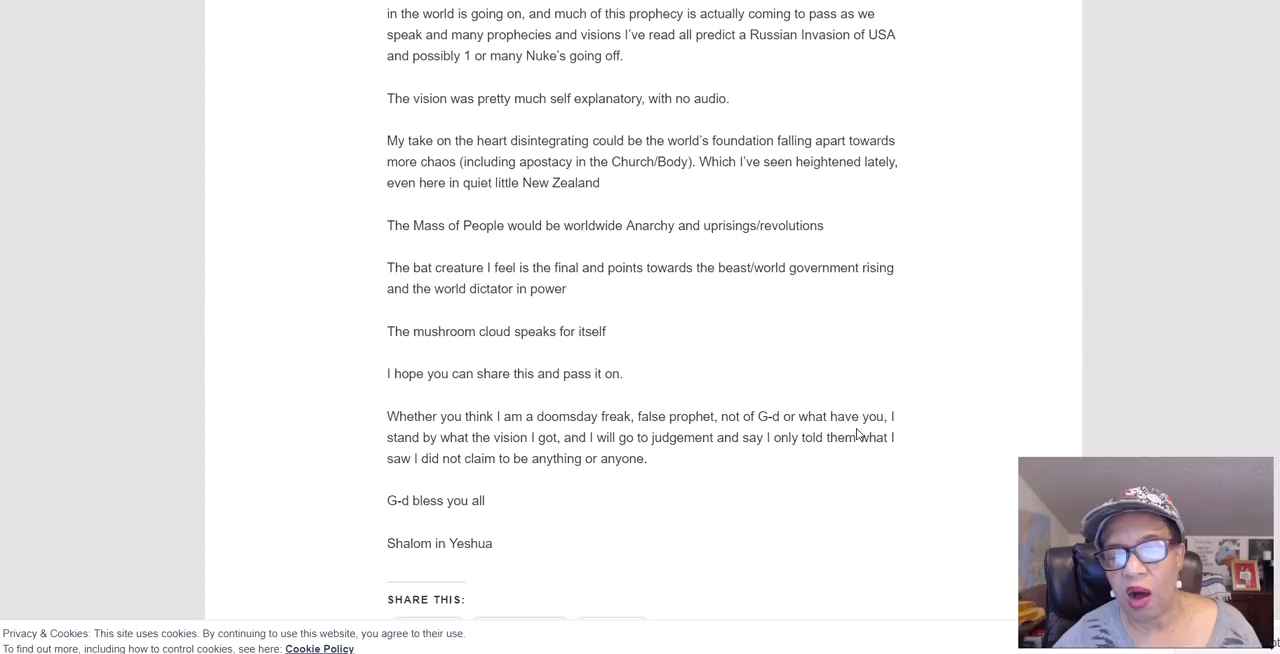 in the world is going on, and much of this prophecy is actually coming to pass as we
speak and many prophecies and visions I've read all predict a Russian Invasion of USA
and possibly 1 or many Nuke's going off.
The vision was pretty much self explanatory, with no audio.
My take on the heart disintegrating could be the world's foundation falling apart towards
more chaos (including apostacy in the Church/Body). Which I've seen heightened lately,
even here in quiet little New Zealand
The Mass of People would be worldwide Anarchy and uprisings/revolutions
The bat creature I feel is the final and points towards the beast/world government rising
and the world dictator in power
The mushroom cloud speaks for itself
I hope you can share this and pass it on.
Whether you think I am a doomsday freak, false prophet, not of G-d or what have you, I
stand by what the vision I got, and I will go to judgement and say I only told them what I
saw I did not claim to be anything or anyone.
G-d bless you all
Shalom in Yeshua
SHARE THIS:
Privacy & Cookies: This site uses cookies. By continuing to use this website, you agree to their use.
To find out more, including how to control cookies, see here: Cookie Policy